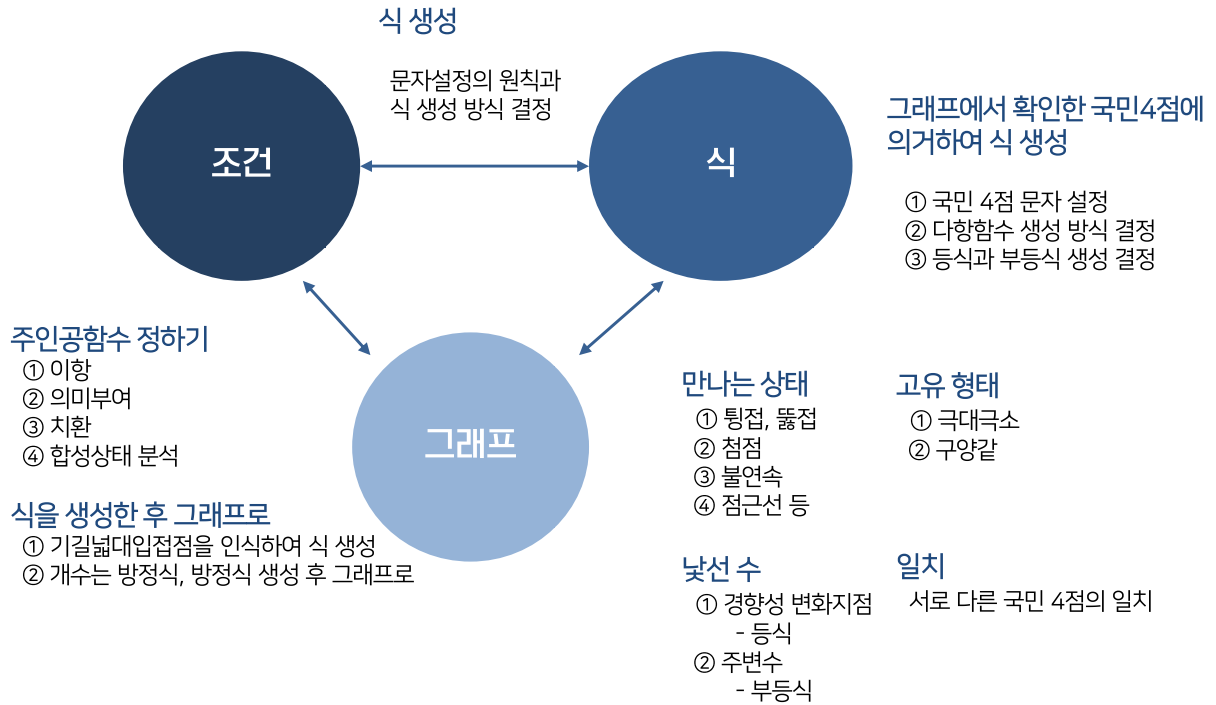 식 생성
문자설정의 원칙과
식 생성 방식 결정
조건
식
그래프에서 확인한 국민4점에
의거하여 식 생성
① 국민 4점 문자 설정
② 다항함수 생성 방식 결정
③ 등식과 부등식 생성 결정
주인공함수 정하기
① 이항
② 의미부여
③ 치환
④ 합성상태 분석
그래프
식을 생성한 후 그래프로
① 기길넓대입접점을 인식하여 식 생성
② 개수는 방정식, 방정식 생성 후 그래프로
만나는 상태
① 튕접, 뚫접
② 첨점
③ 불연속
④ 점근선 등
고유 형태
① 극대극소
② 구양같
낯선 수
① 경향성 변화지점
- 등식
② 주변수
- 부등식
일치
서로 다른 국민 4점의 일치